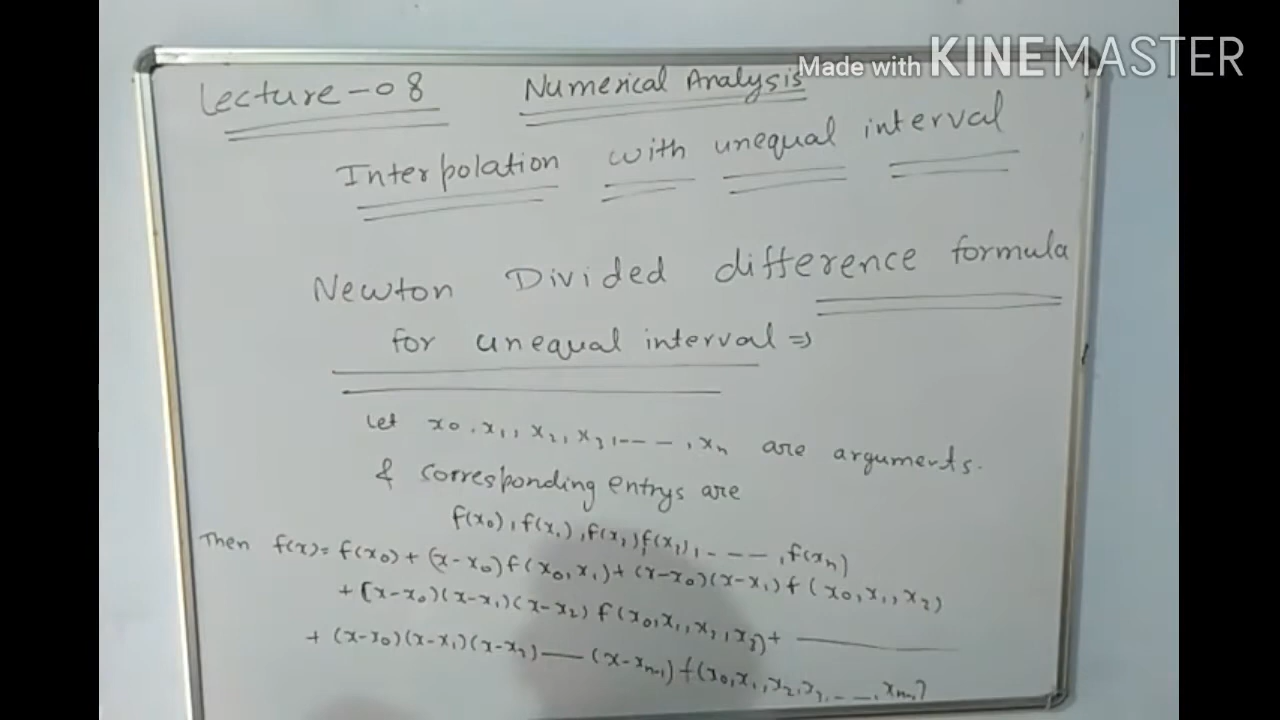 Made with KINEMASTER
Lecture-08 Numerical Analysis
Interpolation with unequal interval
Newton Divided difference formula
for unequal interval ⇒
Let x0, x1, x2, x3, ---, xn are arguments.
& corresponding entrys are
f(x0), f(x1), f(x2) f(x3), - - - -, f(xn)
Then f(x) = f(x0) + (x-x0) f(x0, x1) + (x-x0)(x-x1) f(x0, x1, x2)
+ (x-x0)(x-x1)(x-x2) f(x0, x1, x2, x3) + ———
+ (x-x0)(x-x1)(x-x2) —— (x-xn-1) f(x0, x1, x2, x3, - - -, xn)